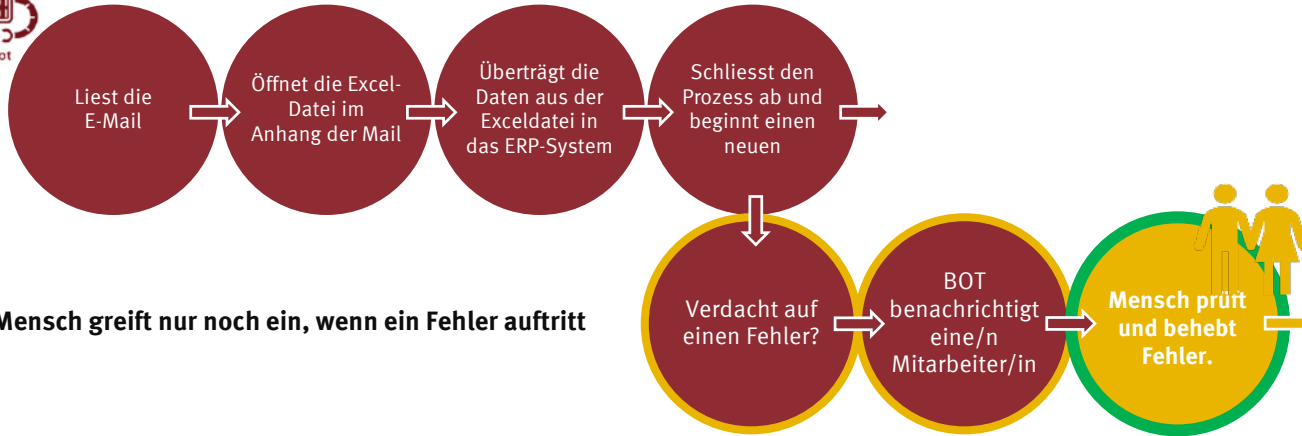 Liest die
E-Mail
Öffnet die Excel-
Datei im
Anhang der Mail
Überträgt die
Daten aus der
Exceldatei in
das ERP-System
Schliesst den
Prozess ab und
beginnt einen
neuen
Mensch greift nur noch ein, wenn ein Fehler auftritt
Verdacht auf
einen Fehler?
BOT
benachrichtigt
eine/n
Mitarbeiter/in
Mensch prüft
und behebt
Fehler.